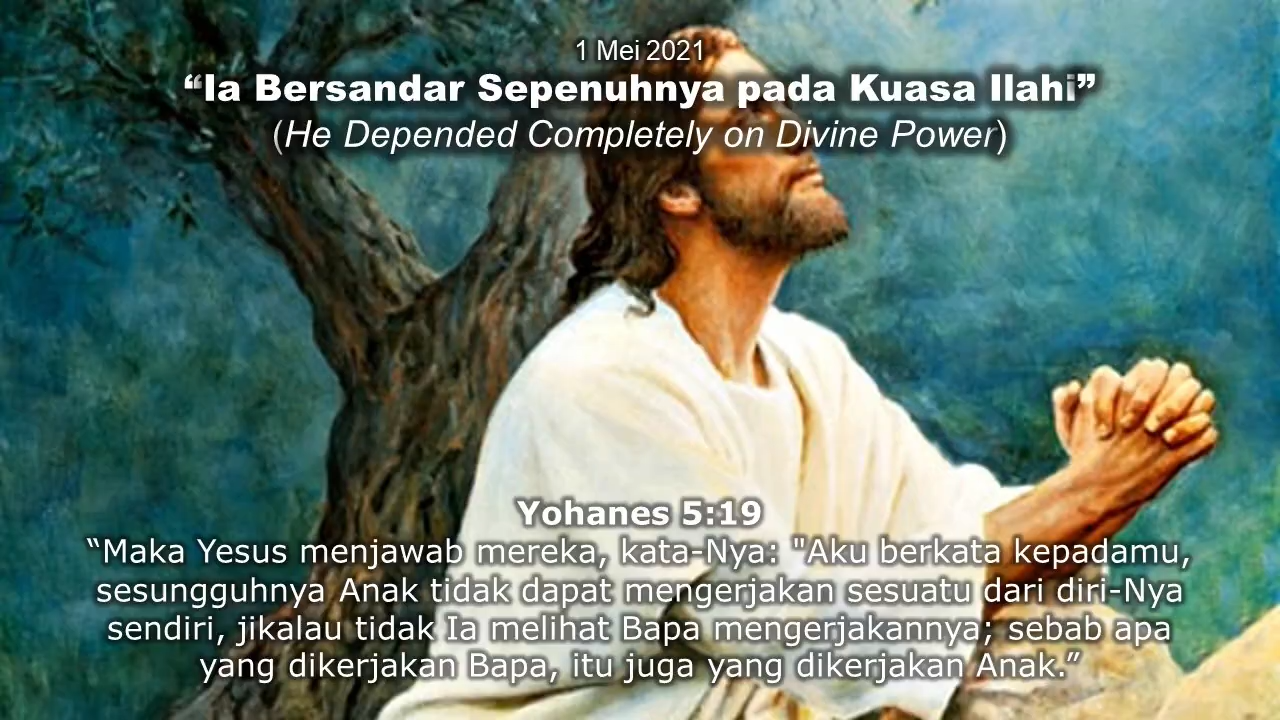 1 Mei 2021
“Ia Bersandar Sepenuhnya pada Kuasa Ilahi”
(He Depended Completely on Divine Power)
Yohanes 5:19
“Maka Yesus menjawab mereka, kata-Nya: "Aku berkata kepadamu,
sesungguhnya Anak tidak dapat mengerjakan sesuatu dari diri-Nya
sendiri, jikalau tidak Ia melihat Bapa mengerjakannya; sebab apa
yang dikerjakan Bapa, itu juga yang dikerjakan Anak.”